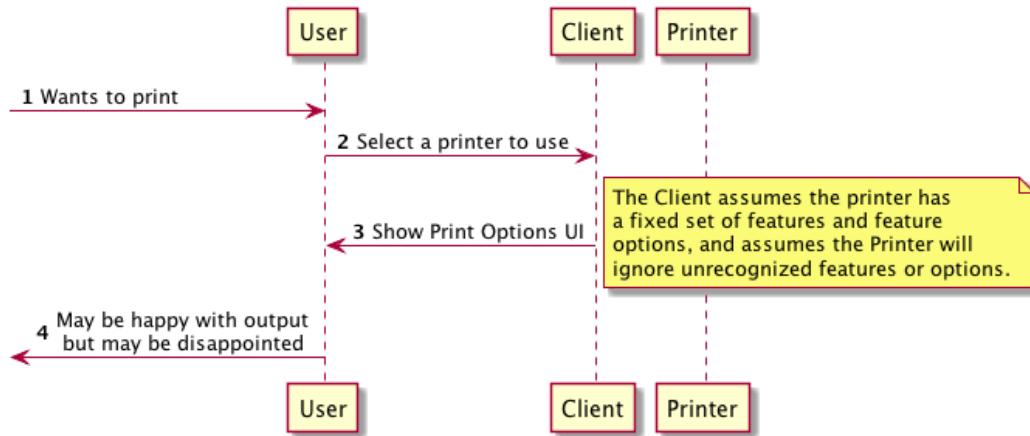 User
Client
Printer
1 Wants to print
2 Select a printer to use
The Client assumes the printer has
a fixed set of features and feature
options, and assumes the Printer will
ignore unrecognized features or options.
3 Show Print Options UI
4 May be happy with output
but may be disappointed
User
Client
Printer